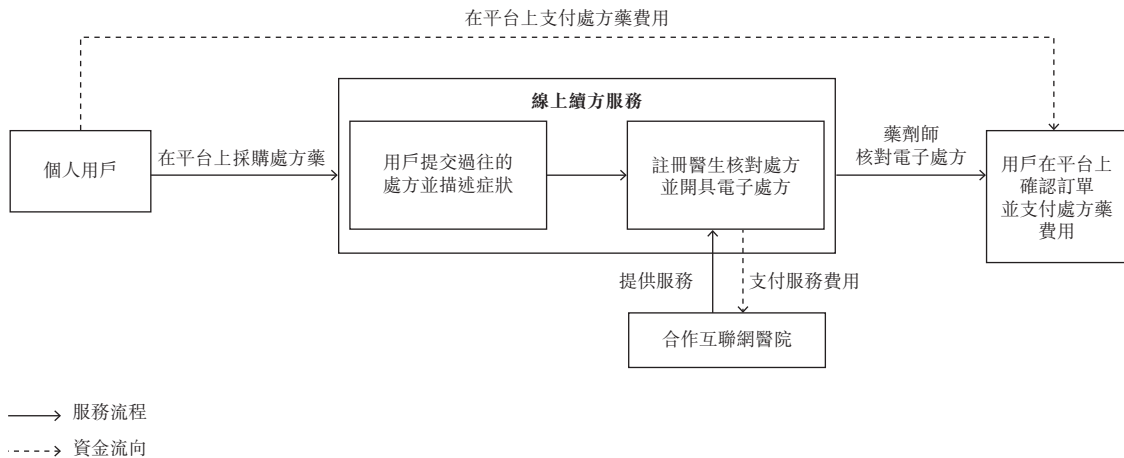 在平台上支付處方藥費用
線上續方服務
個人用戶
在平台上採購處方藥
用戶提交過往的
處方並描述症狀
註冊醫生核對處方
並開具電子處方
藥劑師
核對電子處方
用戶在平台上
確認訂單
並支付處方藥
費用
提供服務
支付服務費用
合作互聯網醫院
服務流程
資金流向